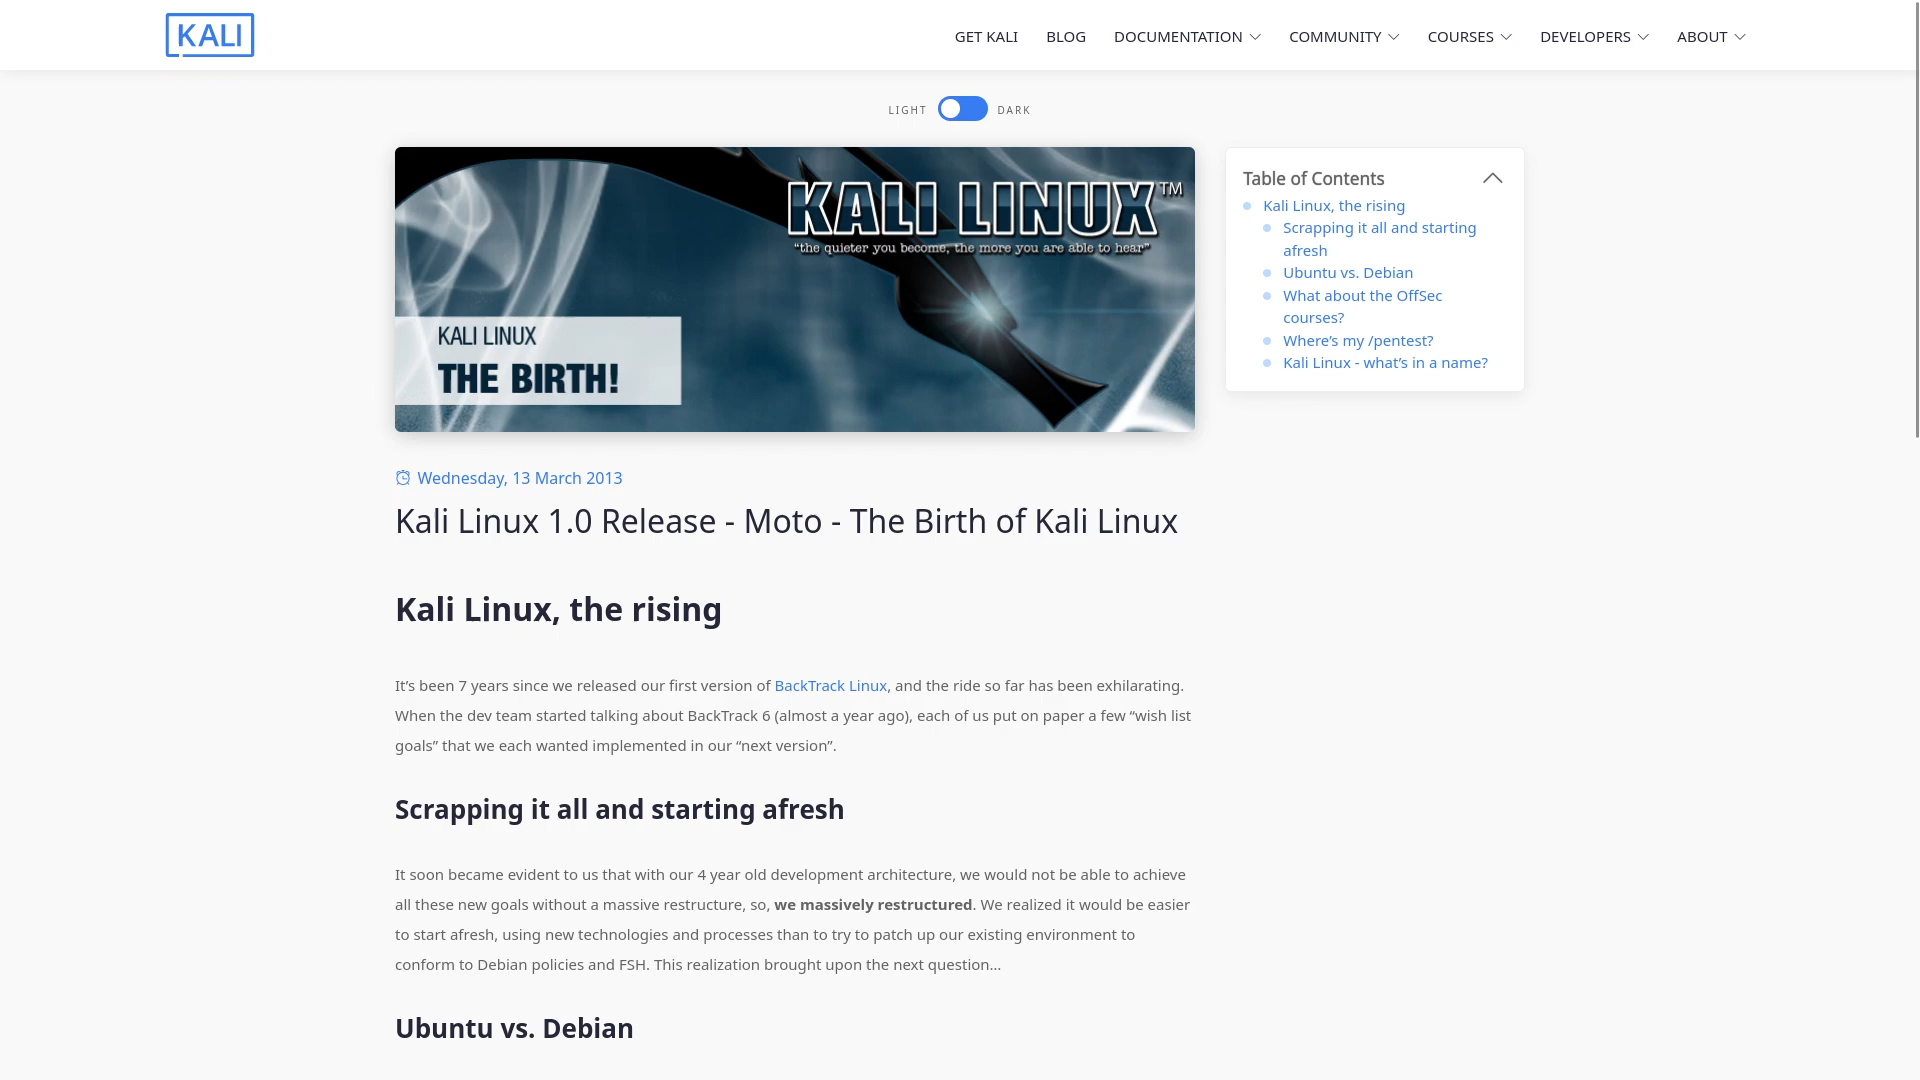 KALI
GET KALI
BLOG
DOCUMENTATION
COMMUNITY
COURSES
DEVELOPERS
ABOUT
LIGHT
DARK
KALI LINUX™
“the quieter you become, the more you are able to hear”
KALI LINUX
THE BIRTH!
Table of Contents
Kali Linux, the rising
Scrapping it all and starting
afresh
Ubuntu vs. Debian
What about the OffSec
courses?
Where’s my /pentest?
Kali Linux - what’s in a name?
Wednesday, 13 March 2013
Kali Linux 1.0 Release - Moto - The Birth of Kali Linux
Kali Linux, the rising
It’s been 7 years since we released our first version of BackTrack Linux, and the ride so far has been exhilarating.
When the dev team started talking about BackTrack 6 (almost a year ago), each of us put on paper a few “wish list
goals” that we each wanted implemented in our “next version”.
Scrapping it all and starting afresh
It soon became evident to us that with our 4 year old development architecture, we would not be able to achieve
all these new goals without a massive restructure, so, we massively restructured. We realized it would be easier
to start afresh, using new technologies and processes than to try to patch up our existing environment to
conform to Debian policies and FSH. This realization brought upon the next question…
Ubuntu vs. Debian